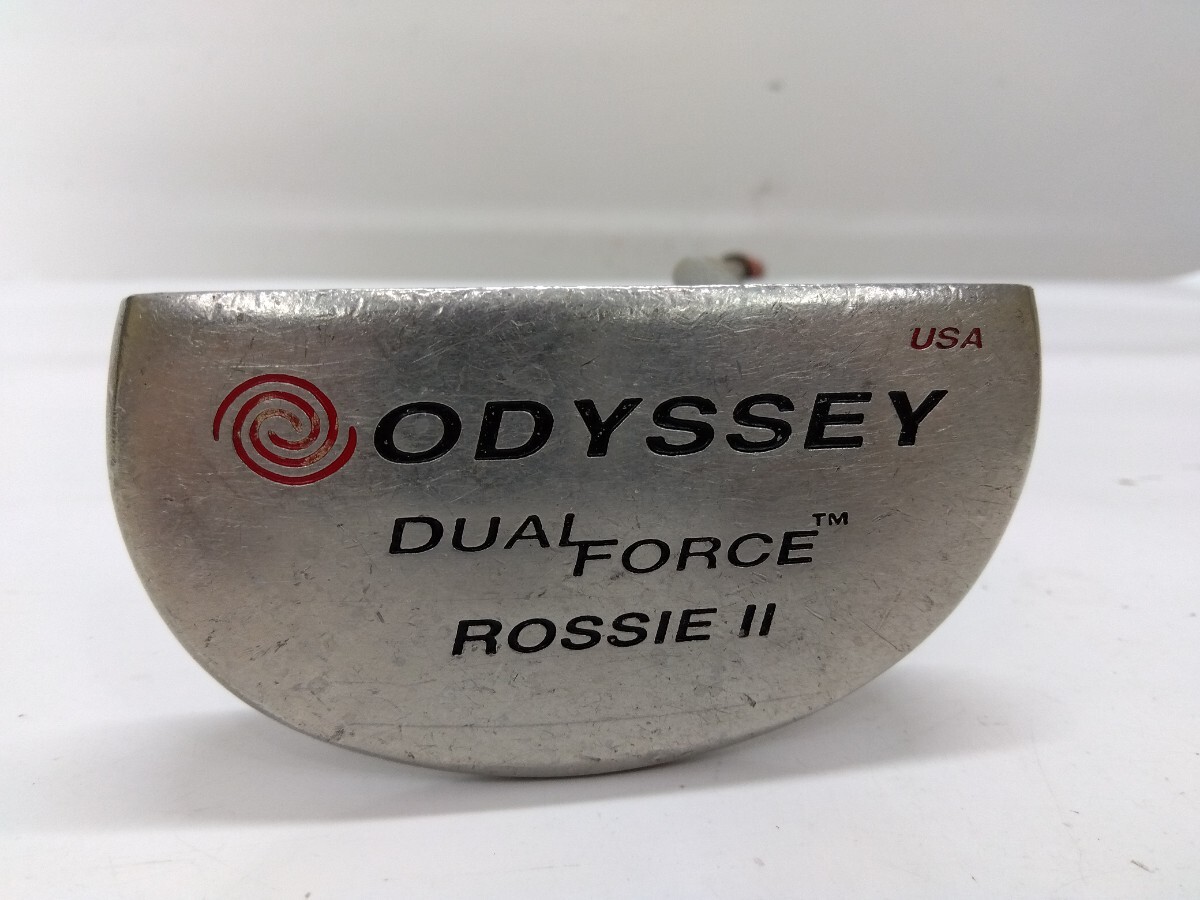 USA
ODYSSEY
DUAL FORCE™
ROSSIE II